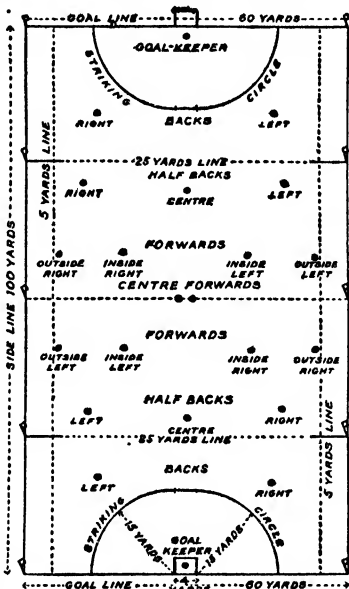 GOAL LINE 60 YARDS
GOAL-KEEPER
STRIKING CIRCLE
RIGHT BACKS LEFT
5 YARDS LINE
25 YARDS LINE
HALF BACKS
RIGHT CENTRE LEFT
SIDE LINE 100 YARDS
FORWARDS
OUTSIDE RIGHT
INSIDE RIGHT
INSIDE LEFT
OUTSIDE LEFT
CENTRE FORWARDS
FORWARDS
OUTSIDE LEFT
INSIDE LEFT
INSIDE RIGHT
OUTSIDE RIGHT
HALF BACKS
LEFT CENTRE RIGHT
25 YARDS LINE
5 YARDS LINE
BACKS
LEFT RIGHT
STRIKING CIRCLE
15 YARDS 15 YARDS
GOAL
KEEPER
GOAL LINE 4 60 YARDS